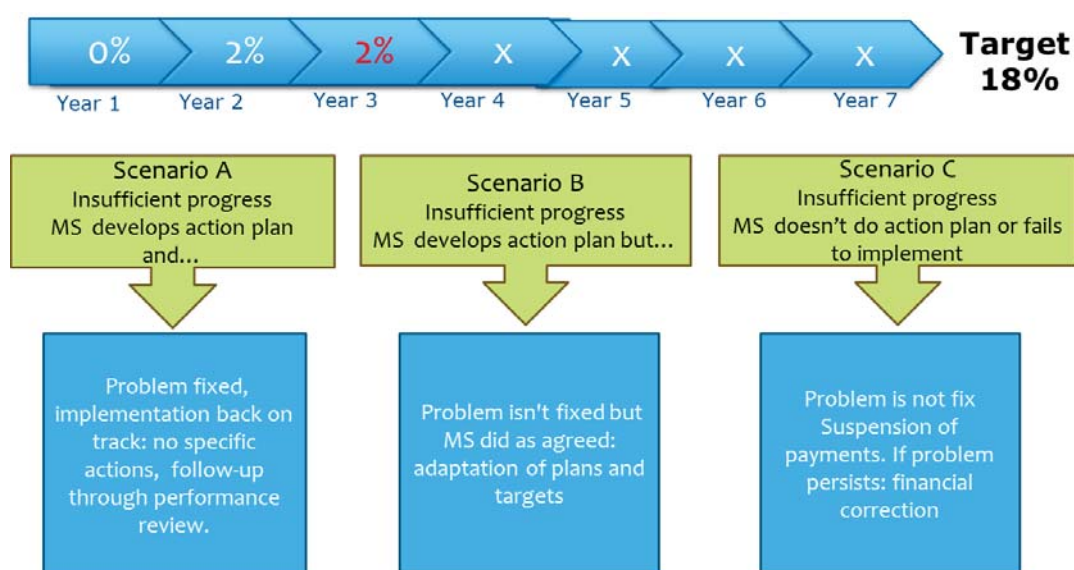 0% 2% 2% X X X X
Target
18%
Year 1 Year 2 Year 3 Year 4 Year 5 Year 6 Year 7
Scenario A
Insufficient progress
MS develops action plan
and...
Scenario B
Insufficient progress
MS develops action plan but...
Scenario C
Insufficient progress
MS doesn't do action plan or fails
to implement
Problem fixed,
implementation back on
track: no specific
actions, follow-up
through performance
review.
Problem isn't fixed but
MS did as agreed:
adaptation of plans and
targets
Problem is not fix
Suspension of
payments. If problem
persists: financial
correction